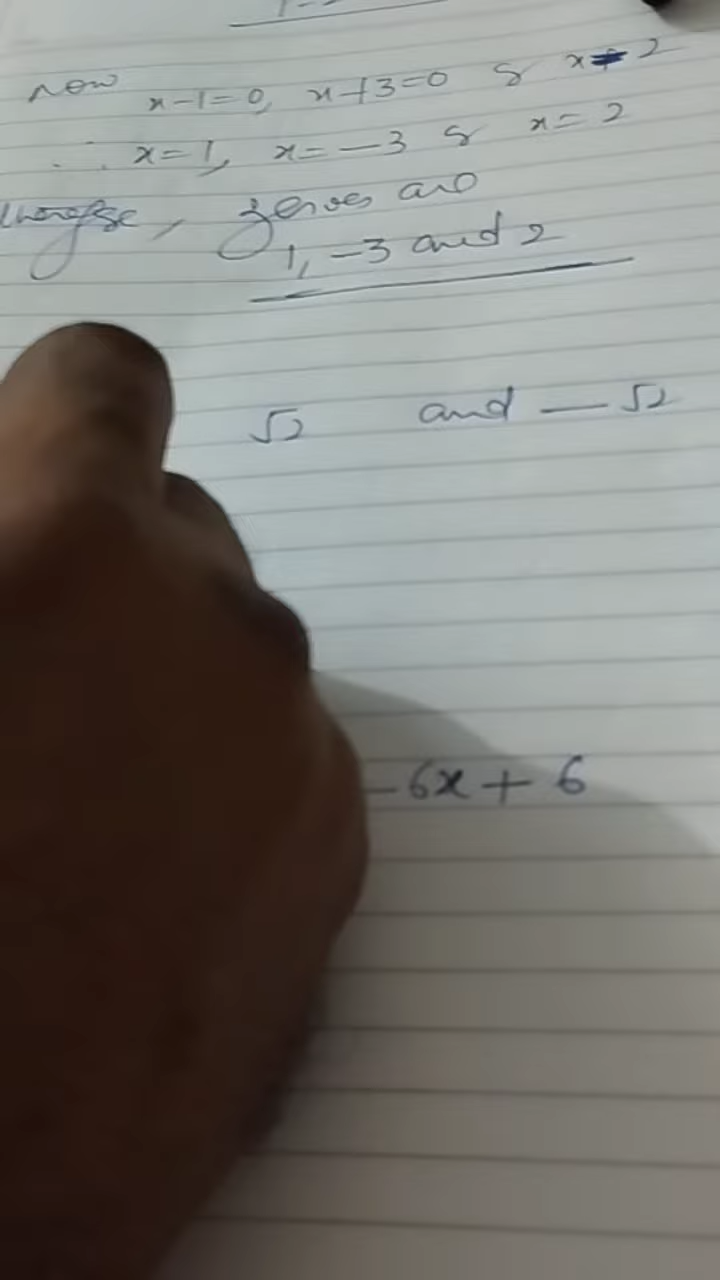 now x-1=0, x+3=0 & x-2
∴ x=1, x=-3 & x=2
zeroes are
1, -3 and 2
√2 and -√2
-6x+6